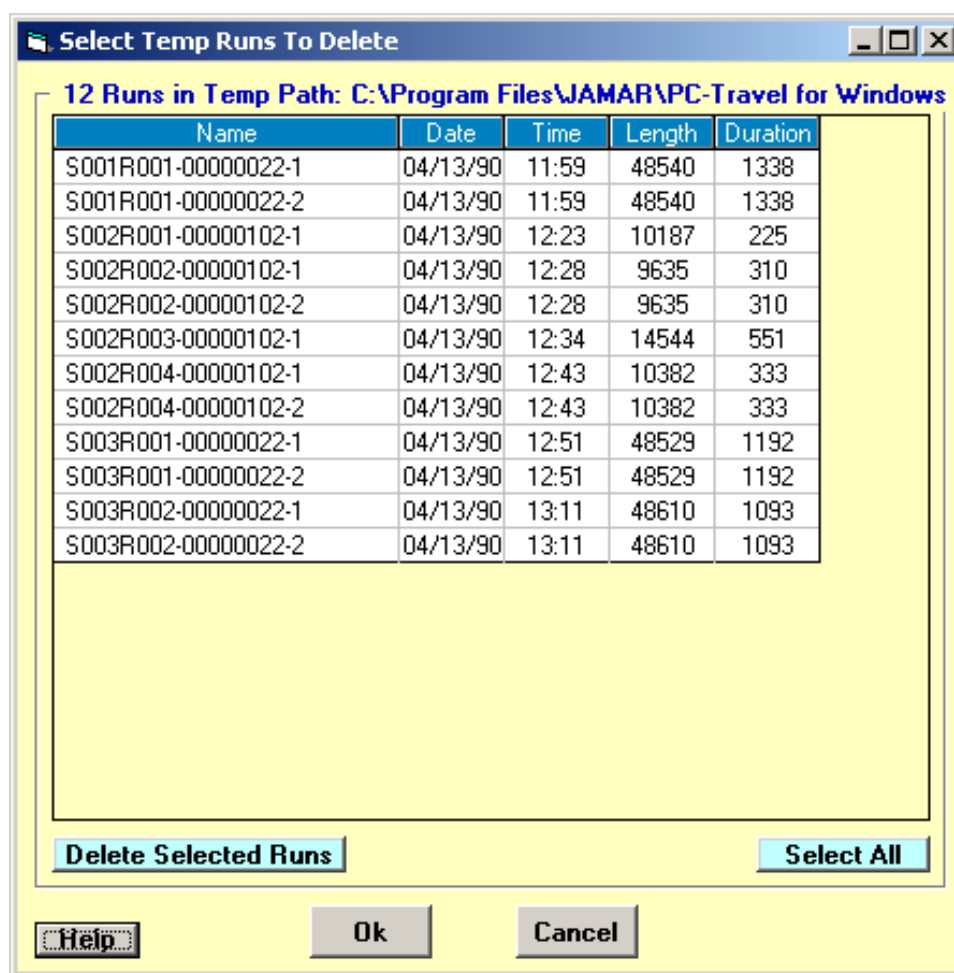 Select Temp Runs To Delete
12 Runs in Temp Path: C:\Program Files\JAMAR\PC-Travel for Windows
Name Date Time Length Duration
S001R001-00000022-1 04/13/90 11:59 48540 1338
S001R001-00000022-2 04/13/90 11:59 48540 1338
S002R001-00000102-1 04/13/90 12:23 10187 225
S002R002-00000102-1 04/13/90 12:28 9635 310
S002R002-00000102-2 04/13/90 12:28 9635 310
S002R003-00000102-1 04/13/90 12:34 14544 551
S002R004-00000102-1 04/13/90 12:43 10382 333
S002R004-00000102-2 04/13/90 12:43 10382 333
S003R001-00000022-1 04/13/90 12:51 48529 1192
S003R001-00000022-2 04/13/90 12:51 48529 1192
S003R002-00000022-1 04/13/90 13:11 48610 1093
S003R002-00000022-2 04/13/90 13:11 48610 1093
Delete Selected Runs Select All
Help Ok Cancel